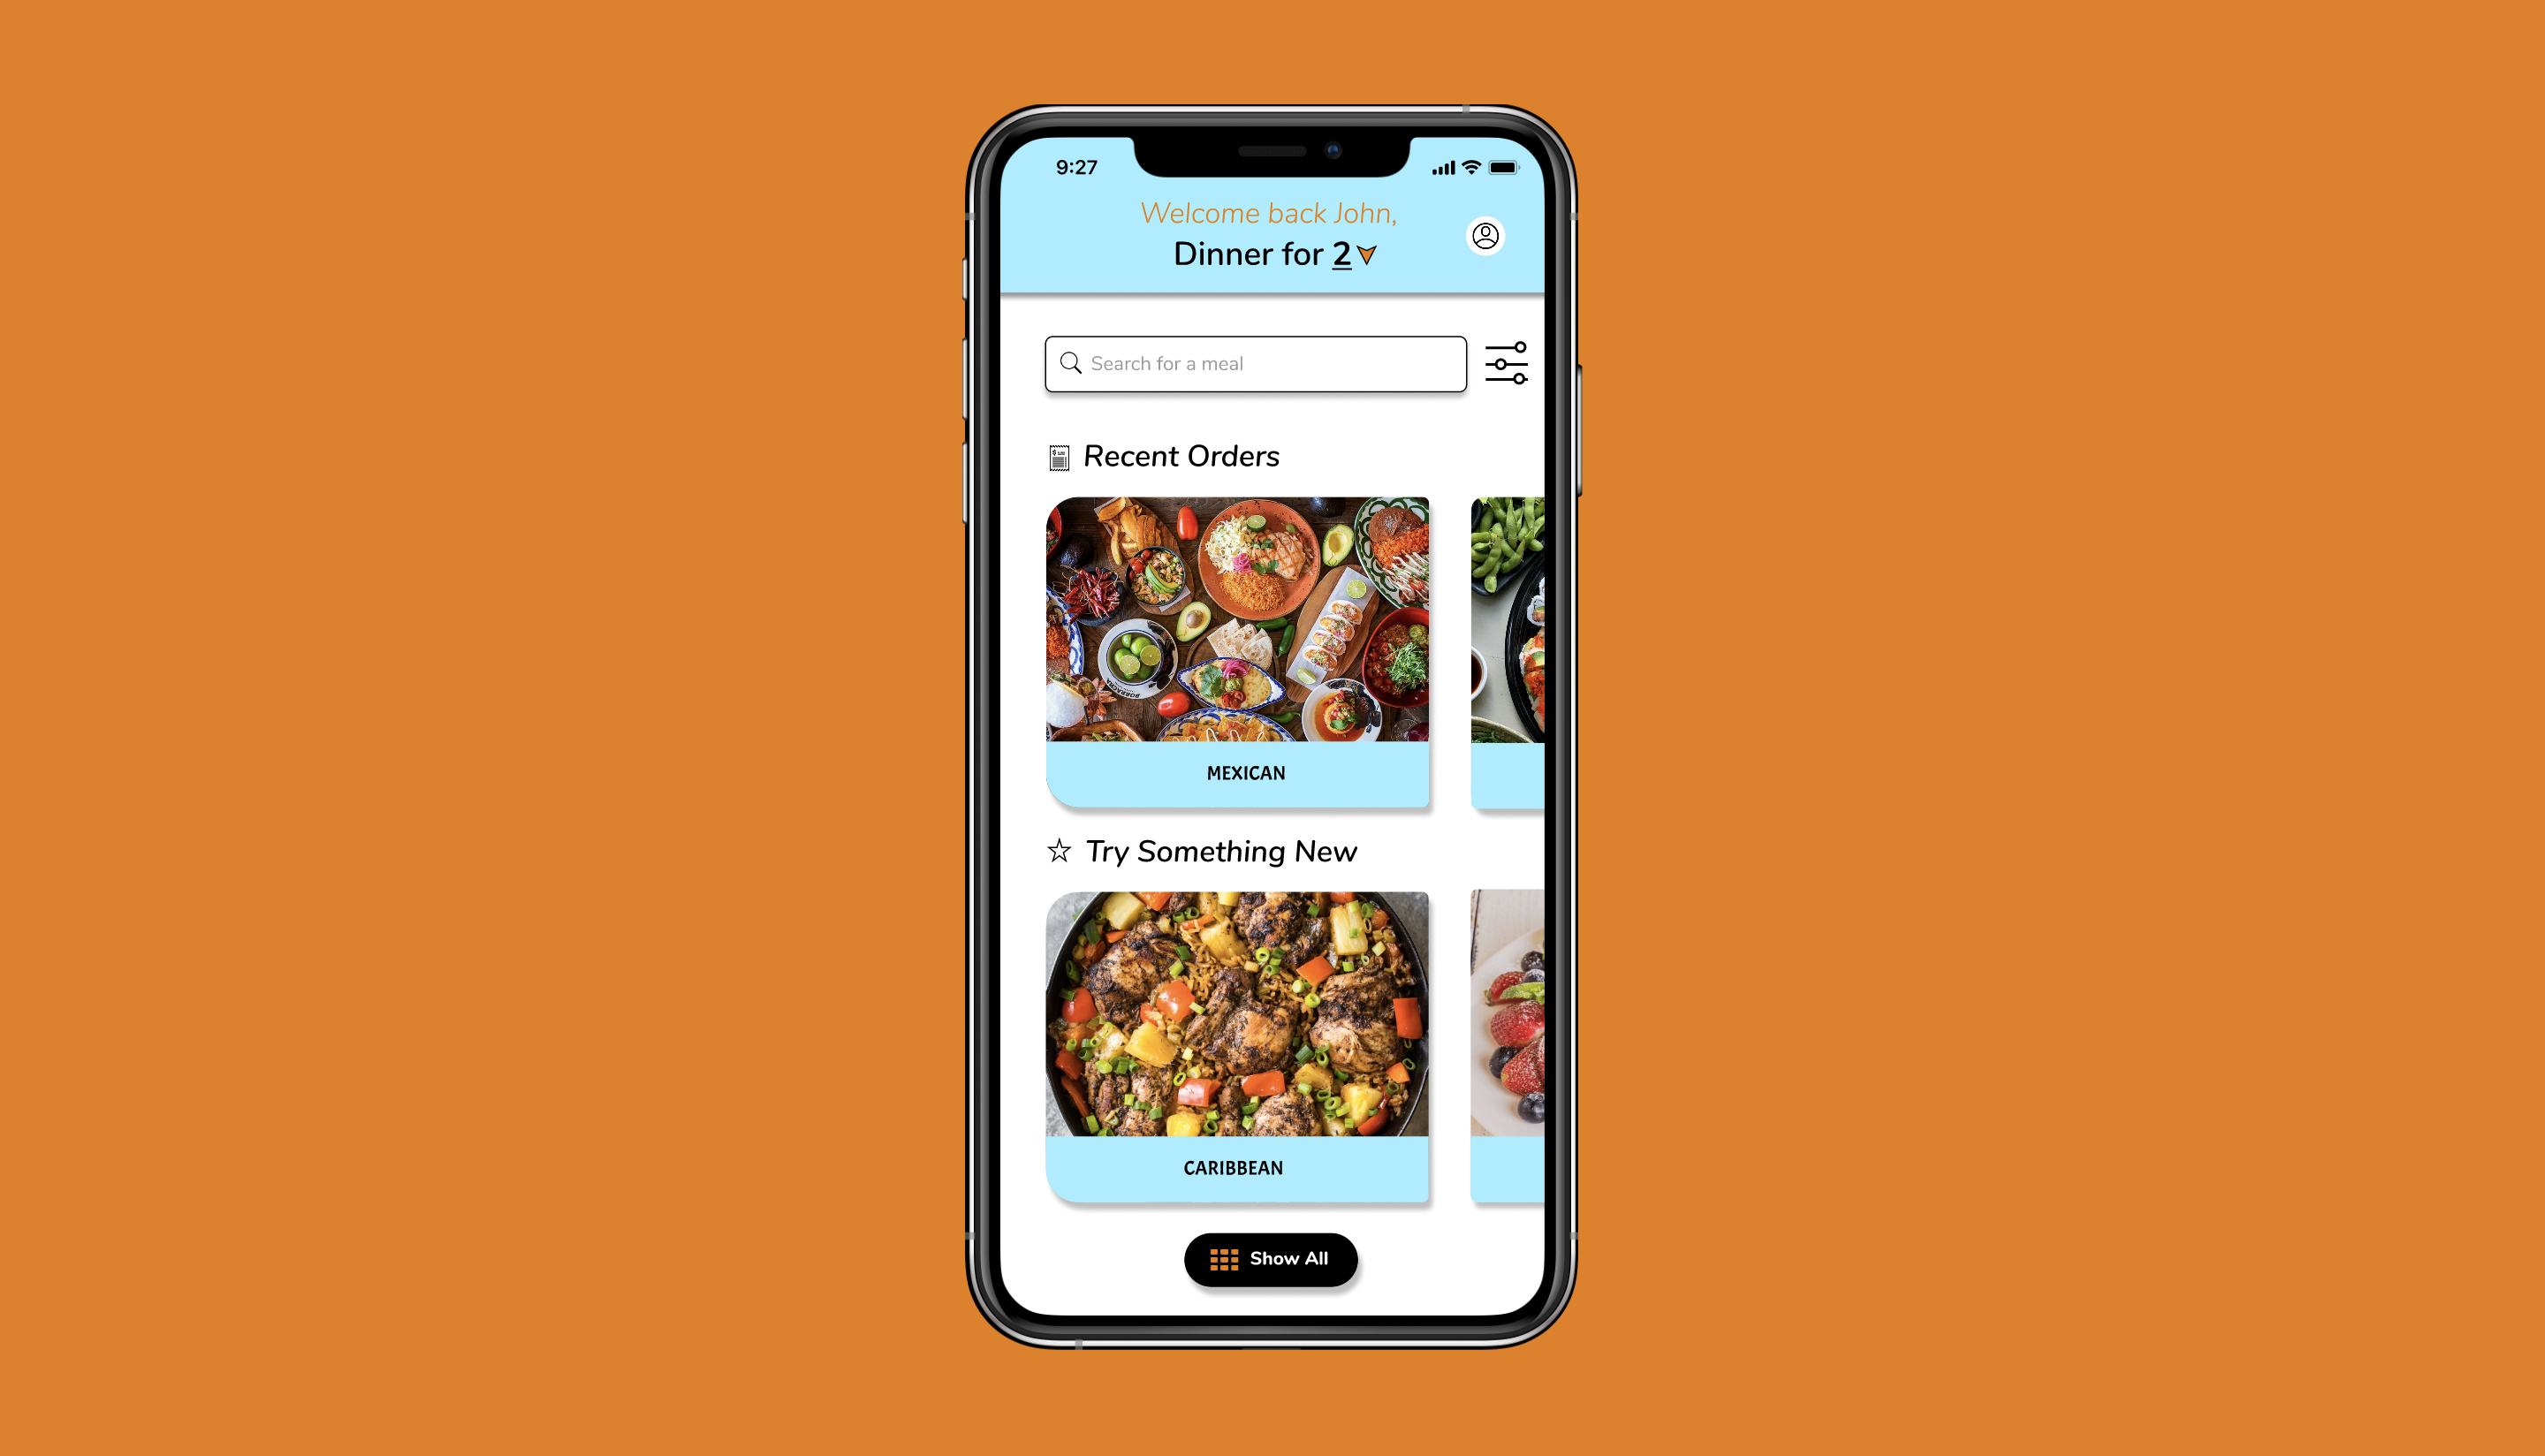 9:27
Welcome back John,
Dinner for 2
Search for a meal
Recent Orders
MEXICAN
Try Something New
CARIBBEAN
Show All